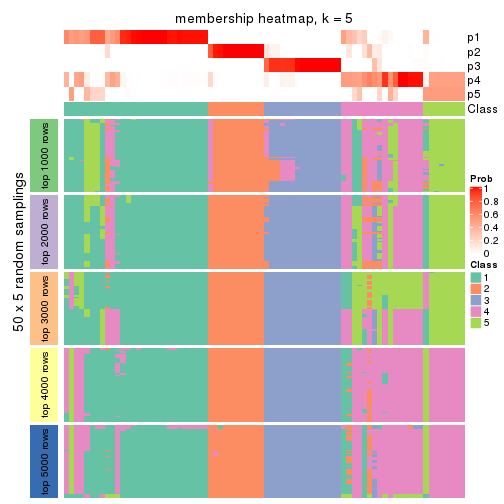 membership heatmap, k = 5
p1
p2
p3
p4
p5
Class
50 x 5 random samplings
top 1000 rows
top 2000 rows
top 3000 rows
top 4000 rows
top 5000 rows
Prob
1
0.8
0.6
0.4
0.2
0
Class
1
2
3
4
5